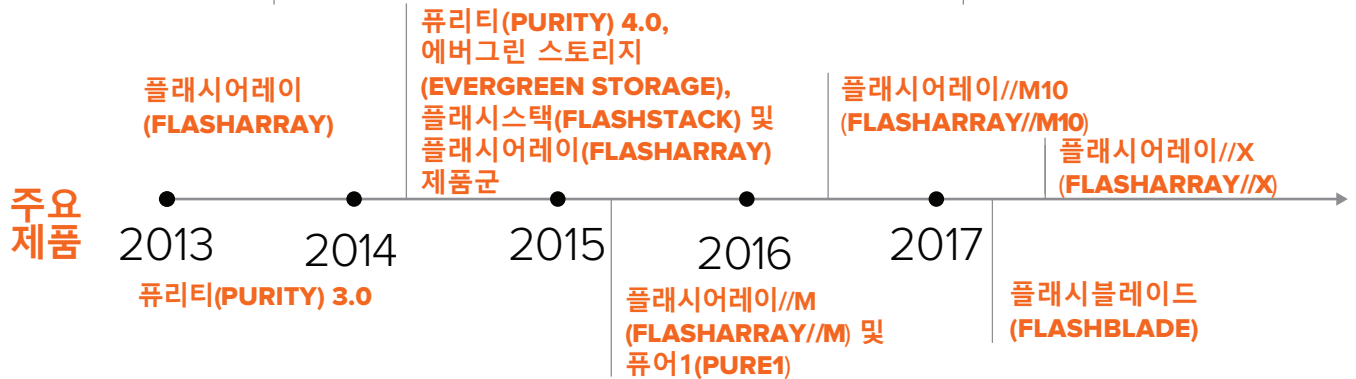 퓨리티(PURITY) 4.0,
에버그린 스토리지
(EVERGREEN STORAGE),
플래시스택(FLASHSTACK) 및
플래시어레이(FLASHARRAY)
제품군
플래시어레이
(FLASHARRAY)
플래시어레이//M10
(FLASHARRAY//M10)
플래시어레이//X
(FLASHARRAY//X)
주요
제품
2013
2014
2015
2016
2017
퓨리티(PURITY) 3.0
플래시어레이//M
(FLASHARRAY//M) 및
퓨어1(PURE1)
플래시블레이드
(FLASHBLADE)